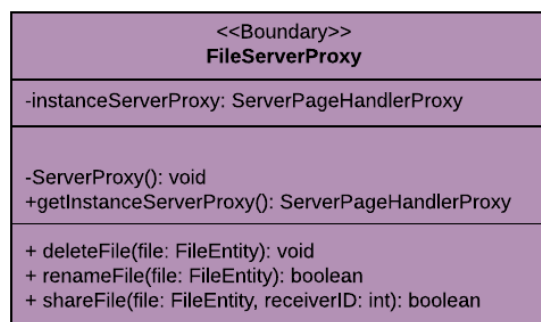 <<Boundary>>
FileServerProxy
-instanceServerProxy: ServerPageHandlerProxy
-ServerProxy(): void
+getInstanceServerProxy(): ServerPageHandlerProxy
+ deleteFile(file: FileEntity): void
+ renameFile(file: FileEntity): boolean
+ shareFile(file: FileEntity, receiverID: int): boolean